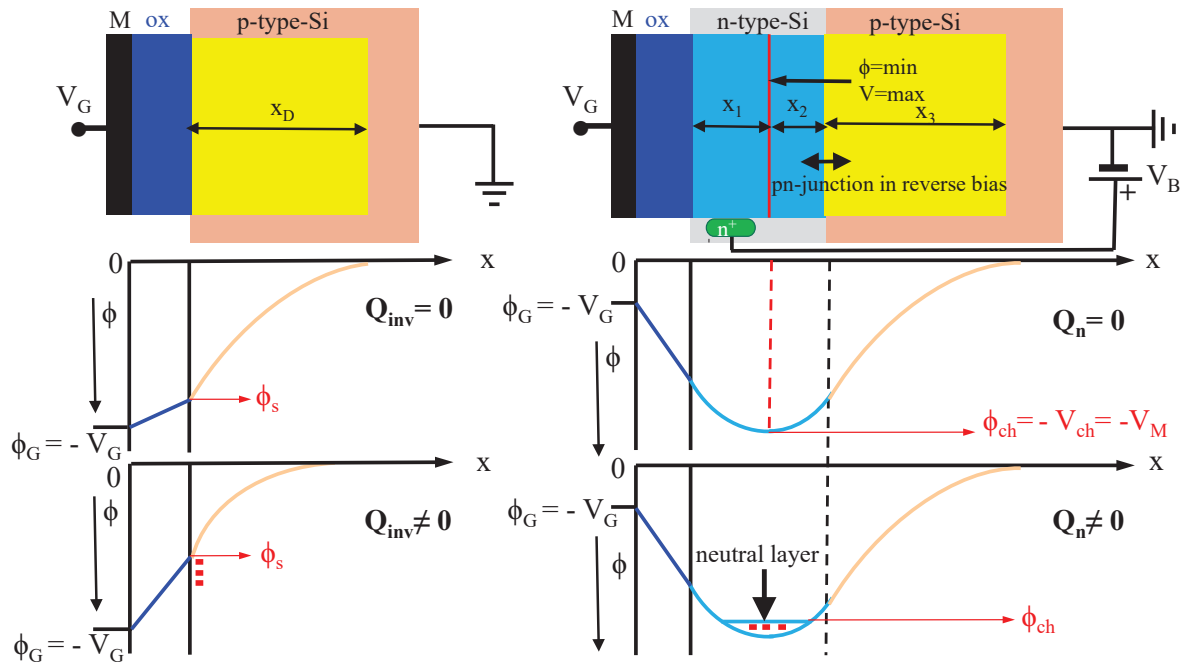 M ox p-type-Si
V_G
x_D
0 x
ϕ
Q_inv = 0
ϕ_s
ϕ_G = - V_G
0 x
ϕ
Q_inv ≠ 0
ϕ_s
ϕ_G = - V_G
M ox n-type-Si p-type-Si
ϕ=min
V=max
V_G
x_1 x_2 x_3
pn-junction in reverse bias
V_B
+
n^+
0 x
ϕ_G = - V_G
ϕ
Q_n = 0
ϕ_ch = - V_ch = -V_M
0 x
ϕ_G = - V_G
ϕ
Q_n ≠ 0
neutral layer
ϕ_ch